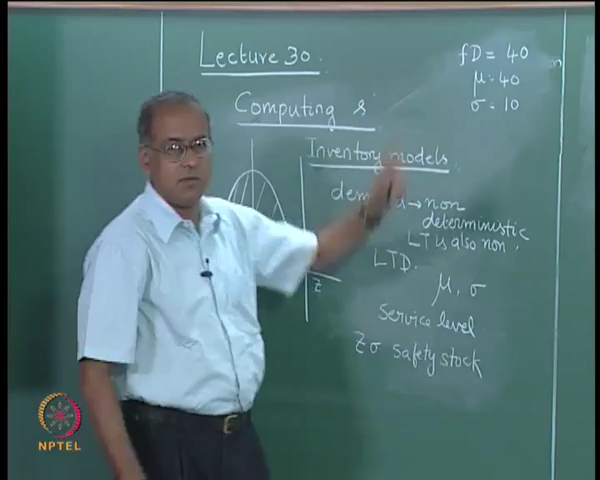 Lecture 30.
Computing s
Inventory models.
→ non
deterministic
LT is also non.
LTD.
μ, σ
Service level
Zσ safety stock
Z
fD = 40
μ = 40
σ = 10
NPTEL